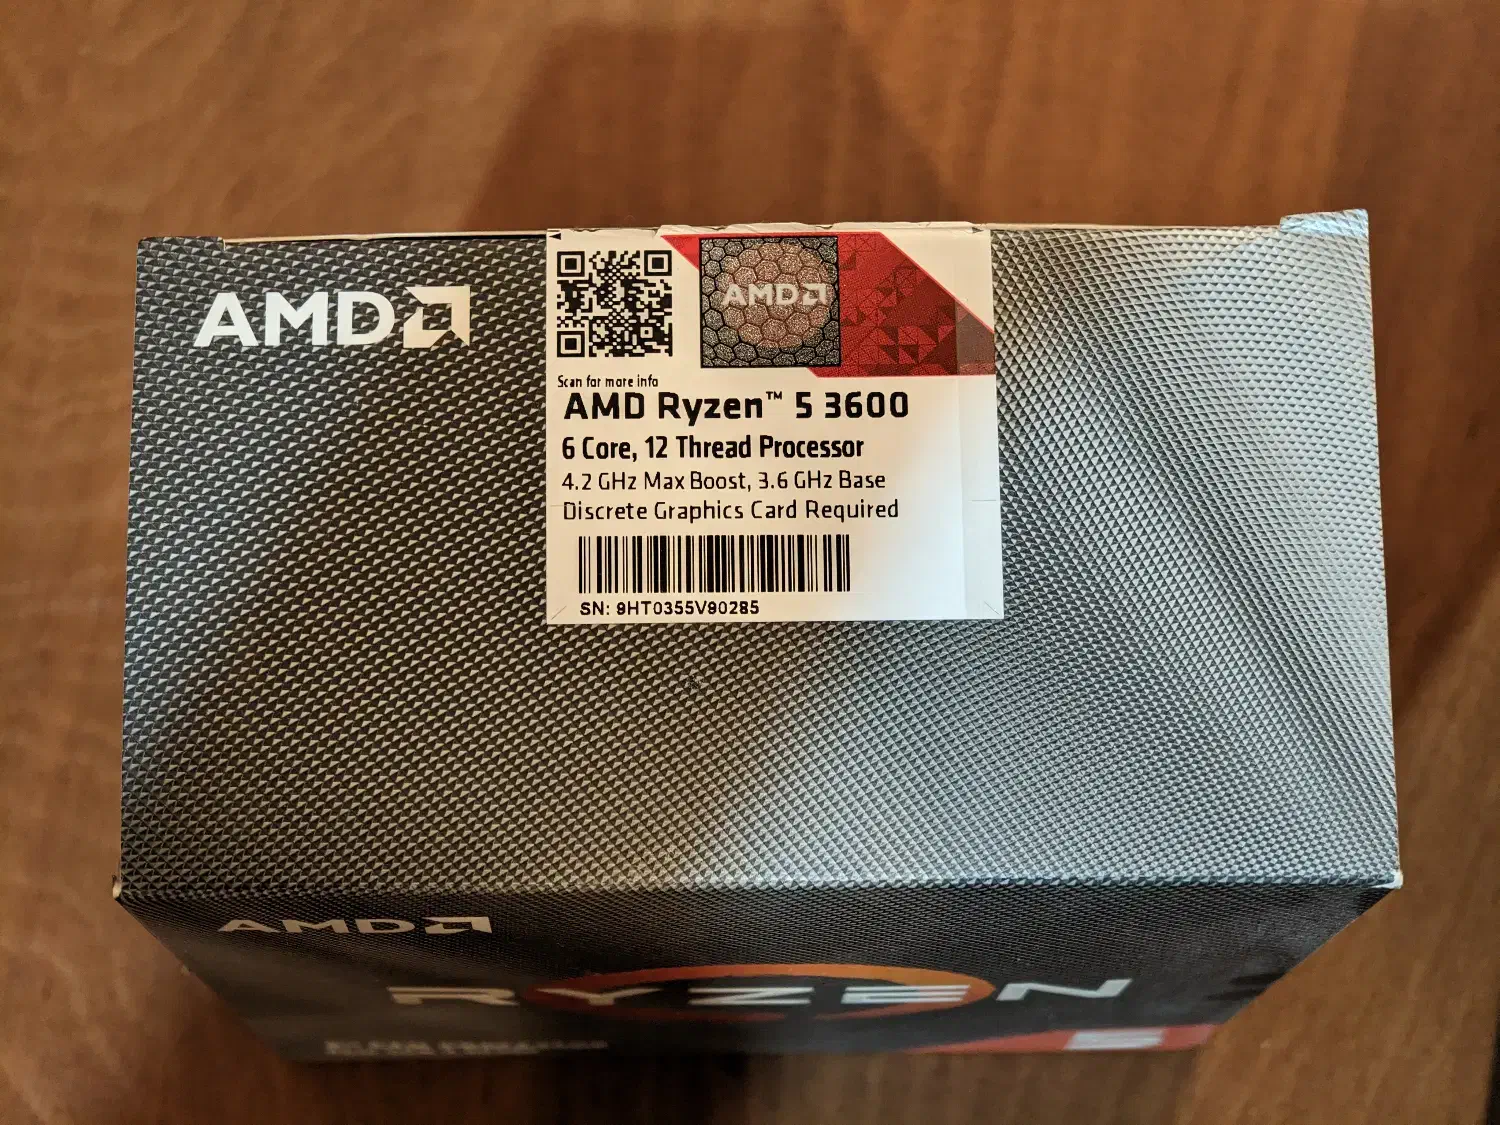 AMD
AMD
Scan for more info
AMD Ryzen™ 5 3600
6 Core, 12 Thread Processor
4.2 GHz Max Boost, 3.6 GHz Base
Discrete Graphics Card Required
SN: 9HT0355V90285
AMD
RYZEN
5